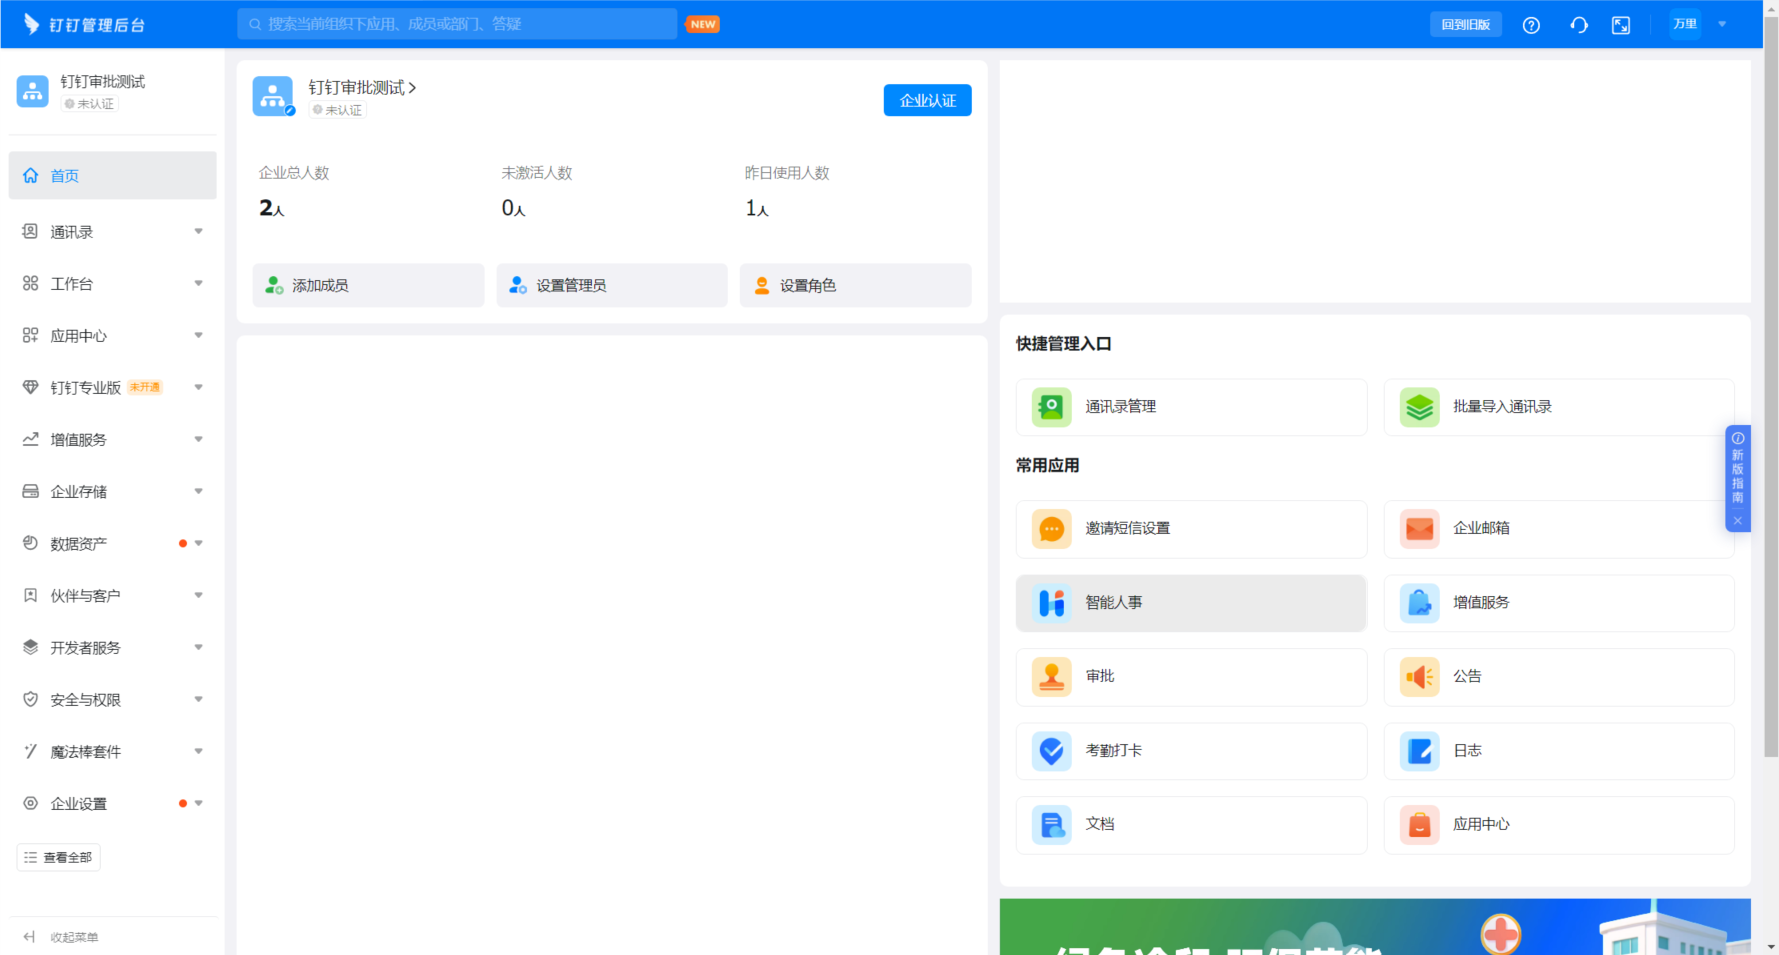 钉钉管理后台
搜索当前组织下应用、成员或部门、答疑
NEW
回到旧版
万里
钉钉审批测试
未认证
首页
通讯录
工作台
应用中心
钉钉专业版 未开通
增值服务
企业存储
数据资产
伙伴与客户
开发者服务
安全与权限
魔法棒套件
企业设置
查看全部
收起菜单
钉钉审批测试
未认证
企业认证
企业总人数
2人
未激活人数
0人
昨日使用人数
1人
添加成员
设置管理员
设置角色
快捷管理入口
通讯录管理
批量导入通讯录
常用应用
邀请短信设置
企业邮箱
智能人事
增值服务
审批
公告
考勤打卡
日志
文档
应用中心
新版指南